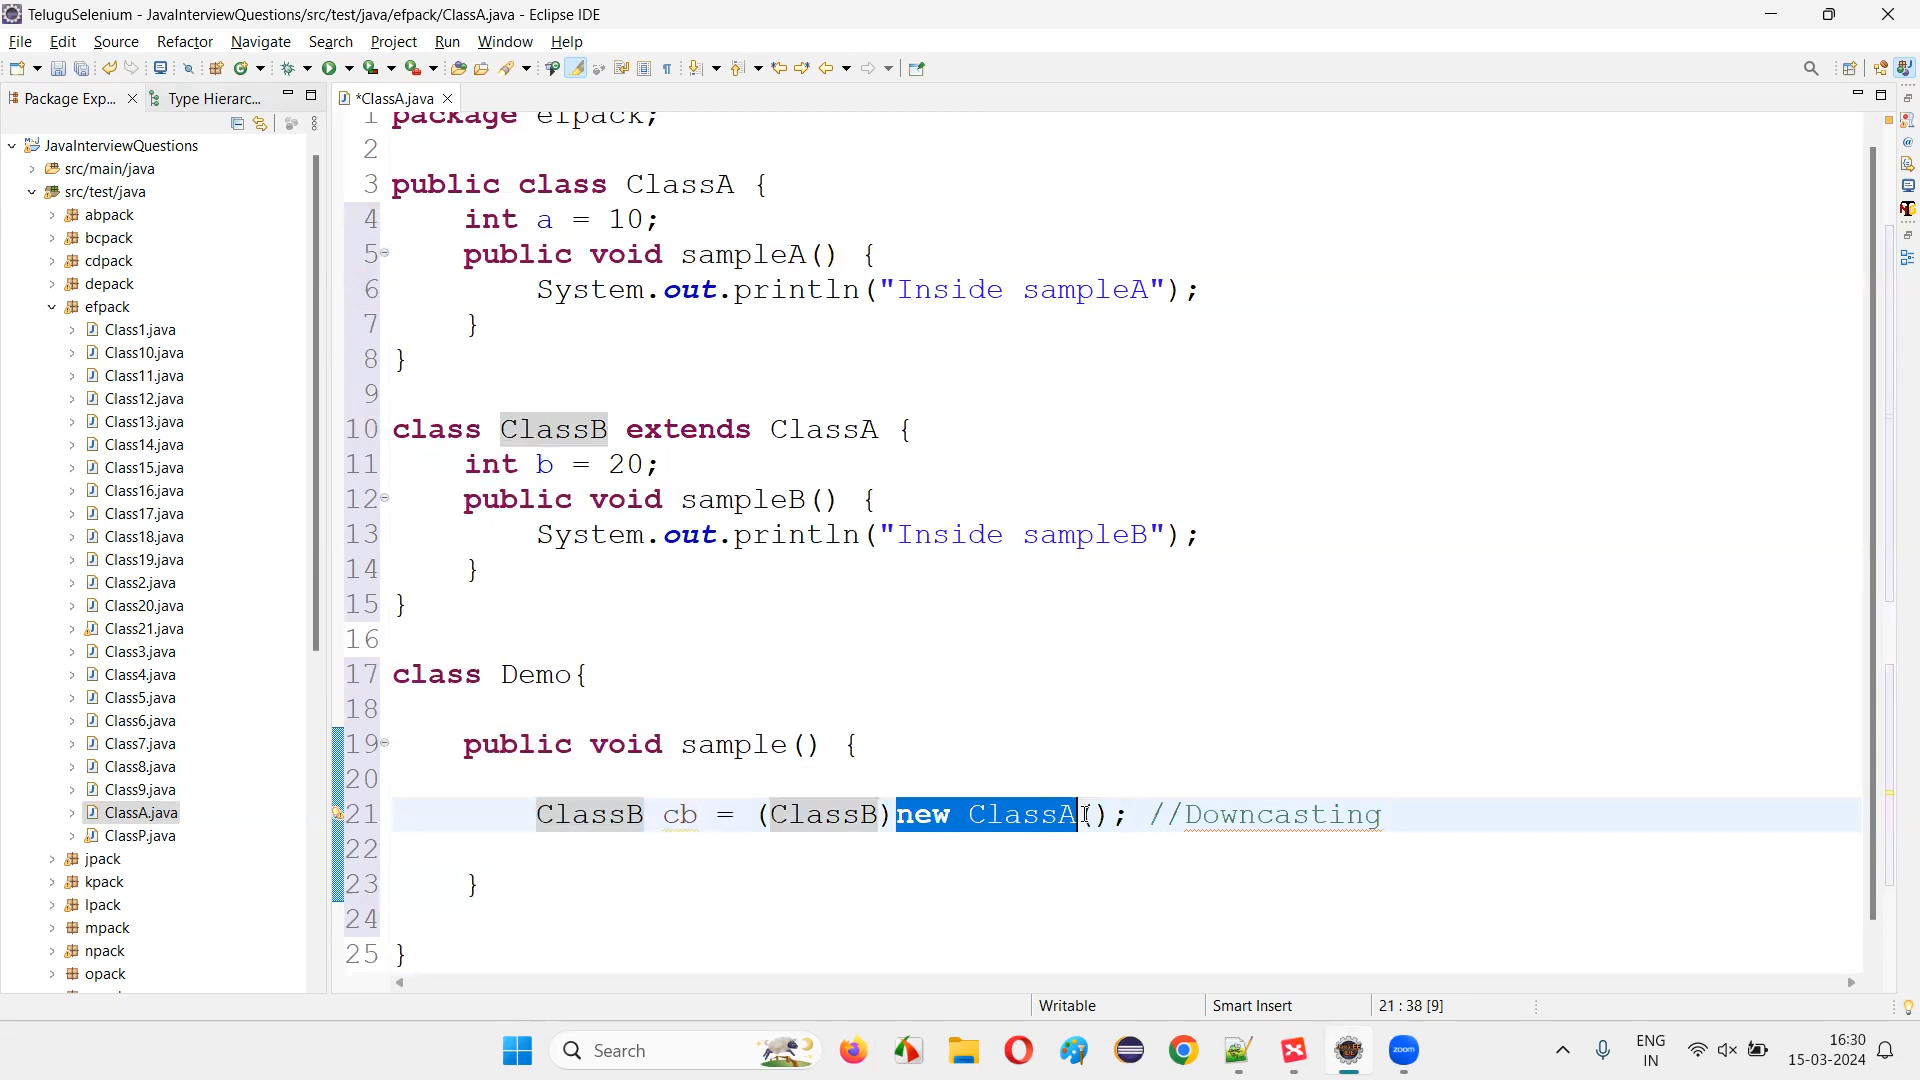 TeluguSelenium - JavaInterviewQuestions/src/test/java/efpack/ClassA.java - Eclipse IDE
File Edit Source Refactor Navigate Search Project Run Window Help
Package Exp... Type Hierarc...
*ClassA.java
JavaInterviewQuestions
src/main/java
src/test/java
abpack
bcpack
cdpack
depack
efpack
Class1.java
Class10.java
Class11.java
Class12.java
Class13.java
Class14.java
Class15.java
Class16.java
Class17.java
Class18.java
Class19.java
Class2.java
Class20.java
Class21.java
Class3.java
Class4.java
Class5.java
Class6.java
Class7.java
Class8.java
Class9.java
ClassA.java
ClassP.java
jpack
kpack
lpack
mpack
npack
opack
1 package efpack;
2
3 public class ClassA {
4 int a = 10;
5 public void sampleA() {
6 System.out.println("Inside sampleA");
7 }
8 }
9
10 class ClassB extends ClassA {
11 int b = 20;
12 public void sampleB() {
13 System.out.println("Inside sampleB");
14 }
15 }
16
17 class Demo{
18
19 public void sample() {
20
21 ClassB cb = (ClassB)new ClassA(); //Downcasting
22
23 }
24
25 }
Writable Smart Insert 21 : 38 [9]
Search
zoom
ENG
IN
16:30
15-03-2024